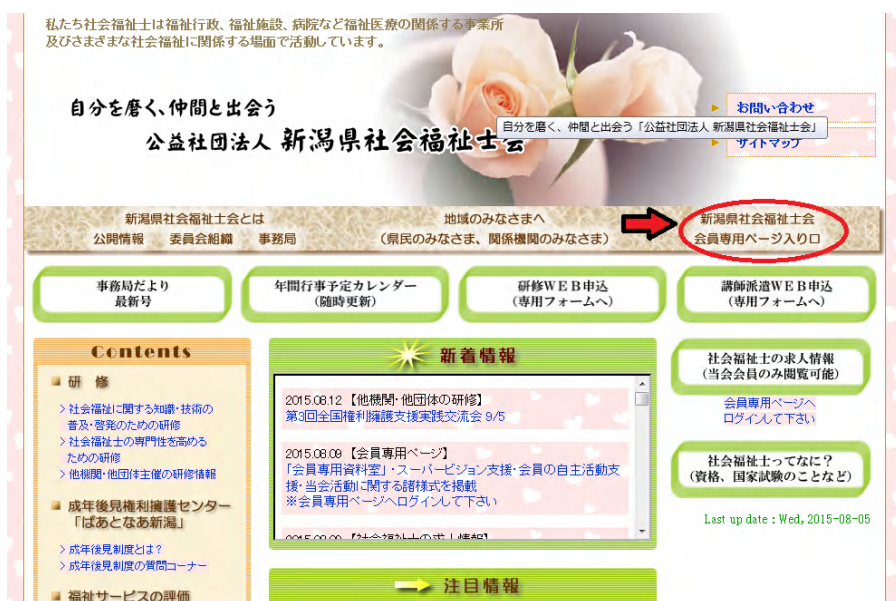 私たち社会福祉士は福祉行政、福祉施設、病院など福祉医療の関係する事業所
及びさまざまな社会福祉に関係する場面で活動しています。
自分を磨く、仲間と出会う
公益社団法人 新潟県社会福祉士会
自分を磨く、仲間と出会う「公益社団法人 新潟県社会福祉士会」
お問い合わせ
サイトマップ
新潟県社会福祉士会とは
公開情報 委員会組織 事務局
地域のみなさまへ
（県民のみなさま、関係機関のみなさま）
新潟県社会福祉士会
会員専用ページ入り口
事務局だより
最新号
年間行事予定カレンダー
（随時更新）
研修ＷＥＢ申込
（専用フォームへ）
講師派遣ＷＥＢ申込
（専用フォームへ）
Contents
研 修
＞社会福祉に関する知識・技術の
普及・啓発のための研修
＞社会福祉士の専門性を高める
ための研修
＞他機関・他団体主催の研修情報
成年後見権利擁護センター
「ぱあとなあ新潟」
＞成年後見制度とは？
＞成年後見制度の質問コーナー
福祉サービスの評価
新着情報
2015.08.12 【他機関・他団体の研修】
第3回全国権利擁護支援実践交流会 9/5
2015.08.09 【会員専用ページ】
「会員専用資料室」・スーパービジョン支援・会員の自主活動支
援・当会活動に関する諸様式を掲載
※会員専用ページへログインして下さい
2015.08.09 【社会福祉士の求人情報】
注目情報
社会福祉士の求人情報
（当会会員のみ閲覧可能）
会員専用ページへ
ログインして下さい
社会福祉士ってなに？
（資格、国家試験のことなど）
Last up date : Wed, 2015-08-05